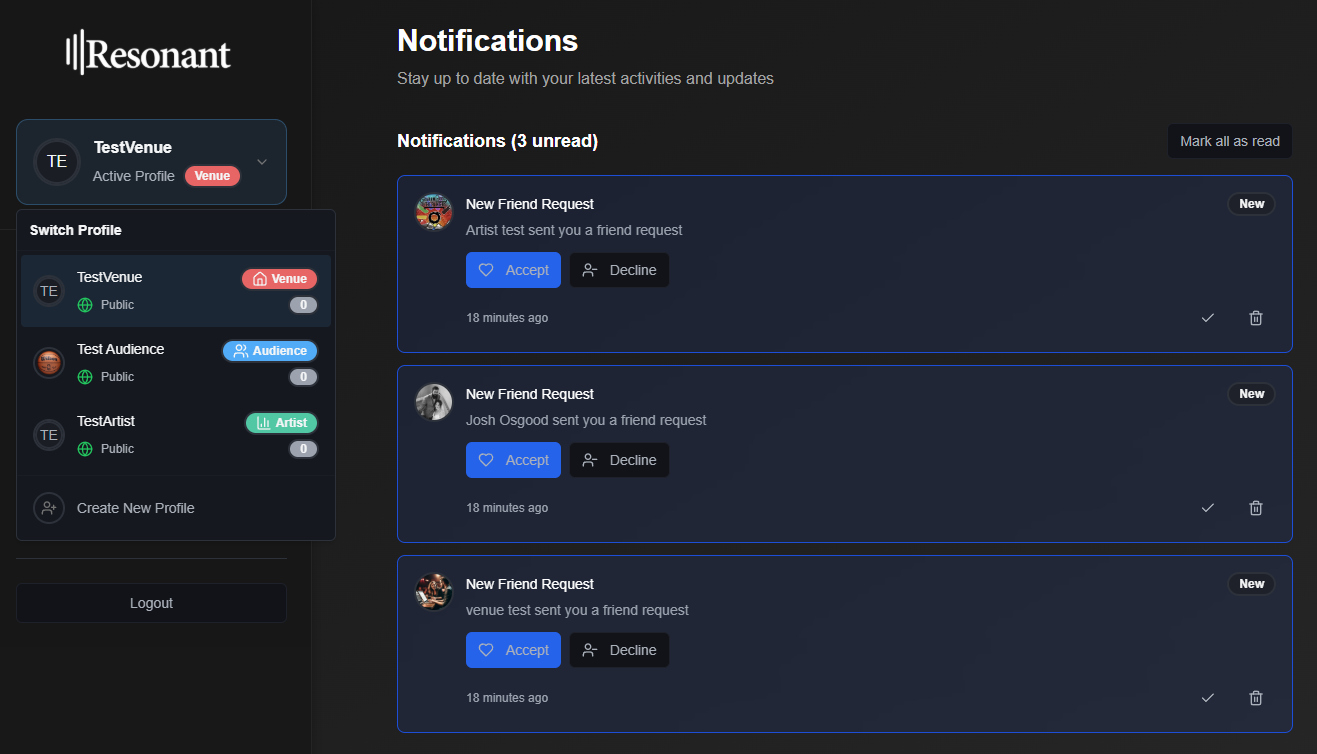 Resonant
TE
TestVenue
Active Profile Venue
Switch Profile
TE
TestVenue
Venue
Public
0
Test Audience
Audience
Public
0
TE
TestArtist
Artist
Public
0
Create New Profile
Logout
Notifications
Stay up to date with your latest activities and updates
Notifications (3 unread)
Mark all as read
New Friend Request
New
Artist test sent you a friend request
Accept
Decline
18 minutes ago
New Friend Request
New
Josh Osgood sent you a friend request
Accept
Decline
18 minutes ago
New Friend Request
New
venue test sent you a friend request
Accept
Decline
18 minutes ago